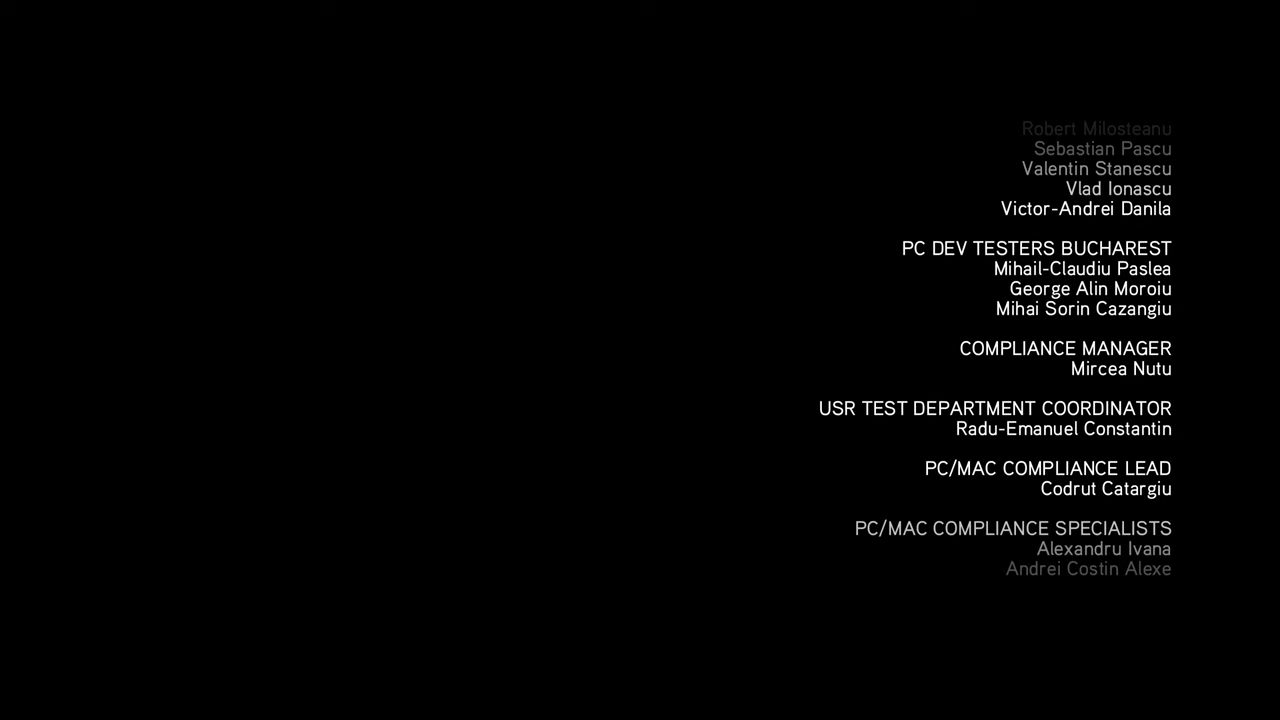 Robert Milosteanu
Sebastian Pascu
Valentin Stanescu
Vlad Ionascu
Victor-Andrei Danila
PC DEV TESTERS BUCHAREST
Mihail-Claudiu Paslea
George Alin Moroiu
Mihai Sorin Cazangiu
COMPLIANCE MANAGER
Mircea Nutu
USR TEST DEPARTMENT COORDINATOR
Radu-Emanuel Constantin
PC/MAC COMPLIANCE LEAD
Codrut Catargiu
PC/MAC COMPLIANCE SPECIALISTS
Alexandru Ivana
Andrei Costin Alexe